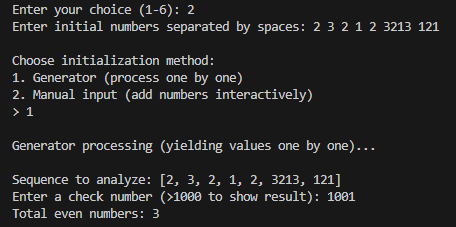 Enter your choice (1-6): 2
Enter initial numbers separated by spaces: 2 3 2 1 2 3213 121
Choose initialization method:
1. Generator (process one by one)
2. Manual input (add numbers interactively)
> 1
Generator processing (yielding values one by one)...
Sequence to analyze: [2, 3, 2, 1, 2, 3213, 121]
Enter a check number (>1000 to show result): 1001
Total even numbers: 3